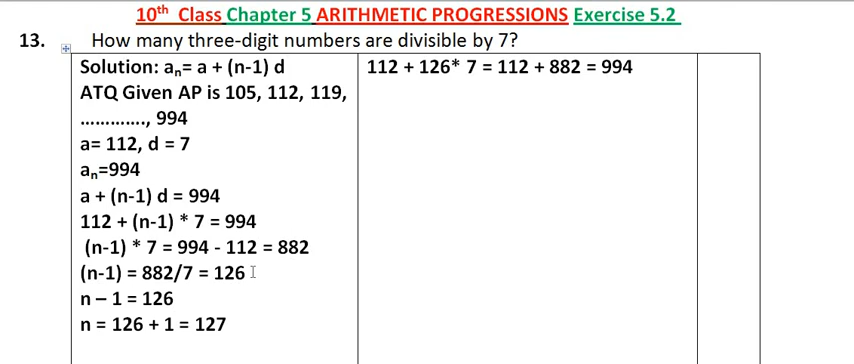 10th Class Chapter 5 ARITHMETIC PROGRESSIONS Exercise 5.2
13. How many three-digit numbers are divisible by 7?
Solution: an= a + (n-1) d
ATQ Given AP is 105, 112, 119,
............., 994
a= 112, d = 7
an=994
a + (n-1) d = 994
112 + (n-1) * 7 = 994
(n-1) * 7 = 994 - 112 = 882
(n-1) = 882/7 = 126
n – 1 = 126
n = 126 + 1 = 127
112 + 126* 7 = 112 + 882 = 994